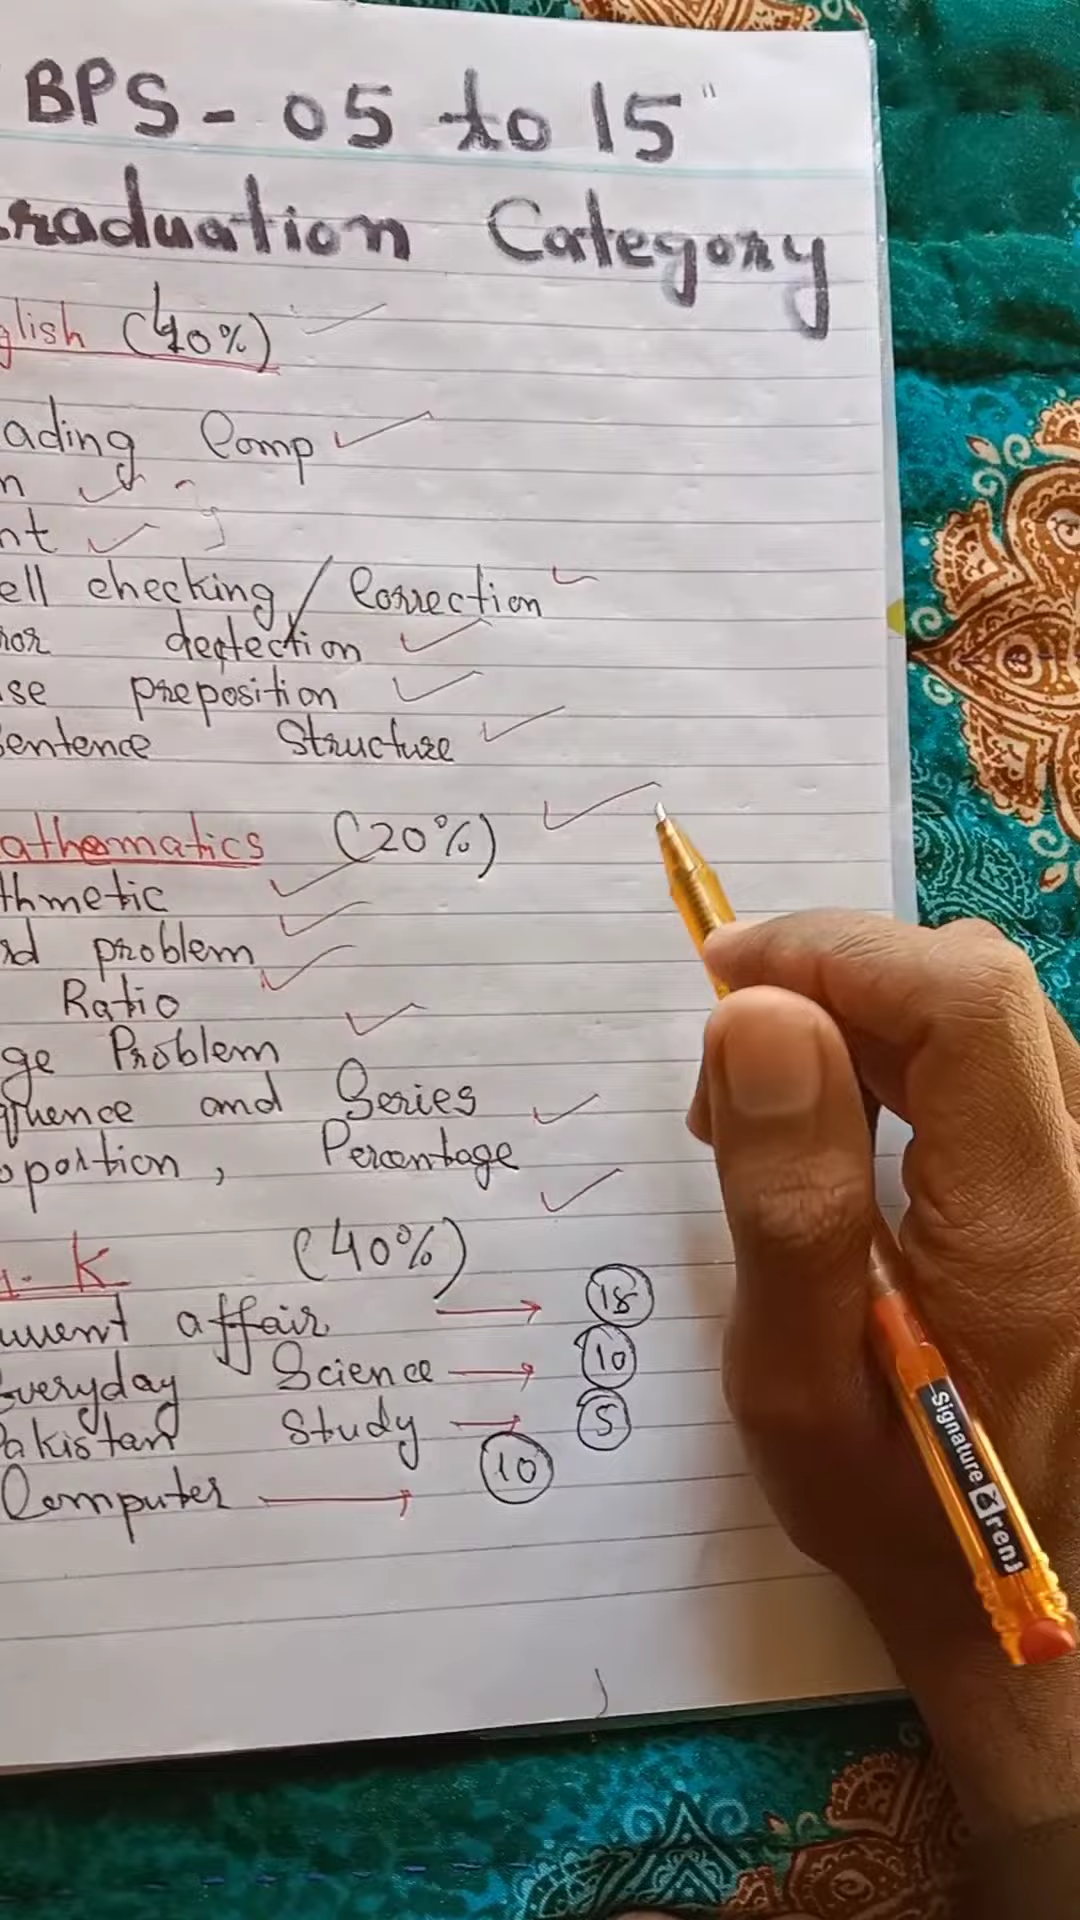 BPS - 05 to 15"
raduation Category
glish (40%)
ading Comp
n
nt
ell checking / Correction
ror deqtection
se preposition
Sentence Structure
athematics (20%)
thmetic
rd problem
Ratio
ge Problem
quence and Series
oportion, Percentage
. K (40%)
urrent affair → 18
Everyday Science → 10
Pakistan Study → 5
Computer → 10
Signature